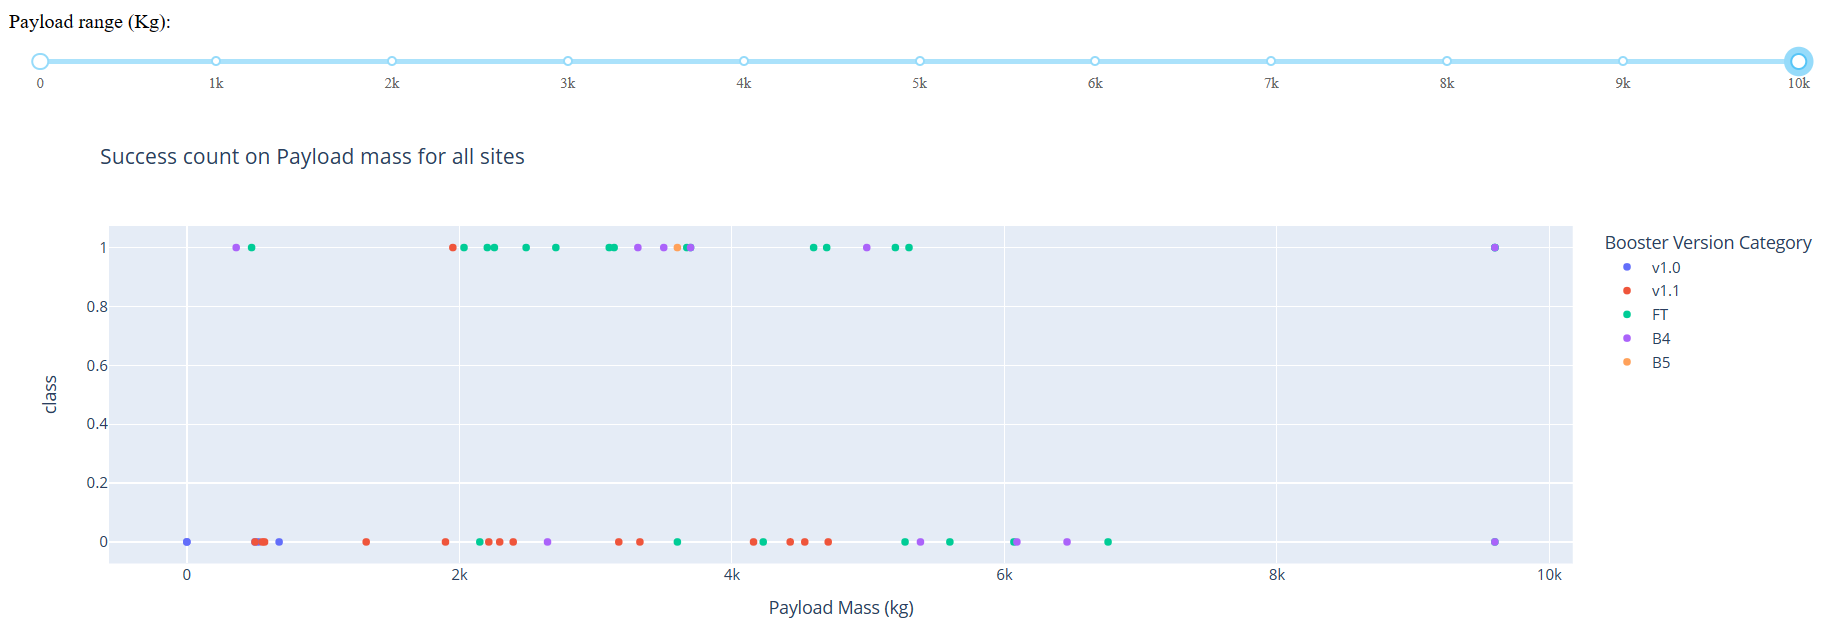 Payload range (Kg):
0 1k 2k 3k 4k 5k 6k 7k 8k 9k 10k
Success count on Payload mass for all sites
1
0.8
0.6
0.4
0.2
0
class
0 2k 4k 6k 8k 10k
Payload Mass (kg)
Booster Version Category
v1.0
v1.1
FT
B4
B5